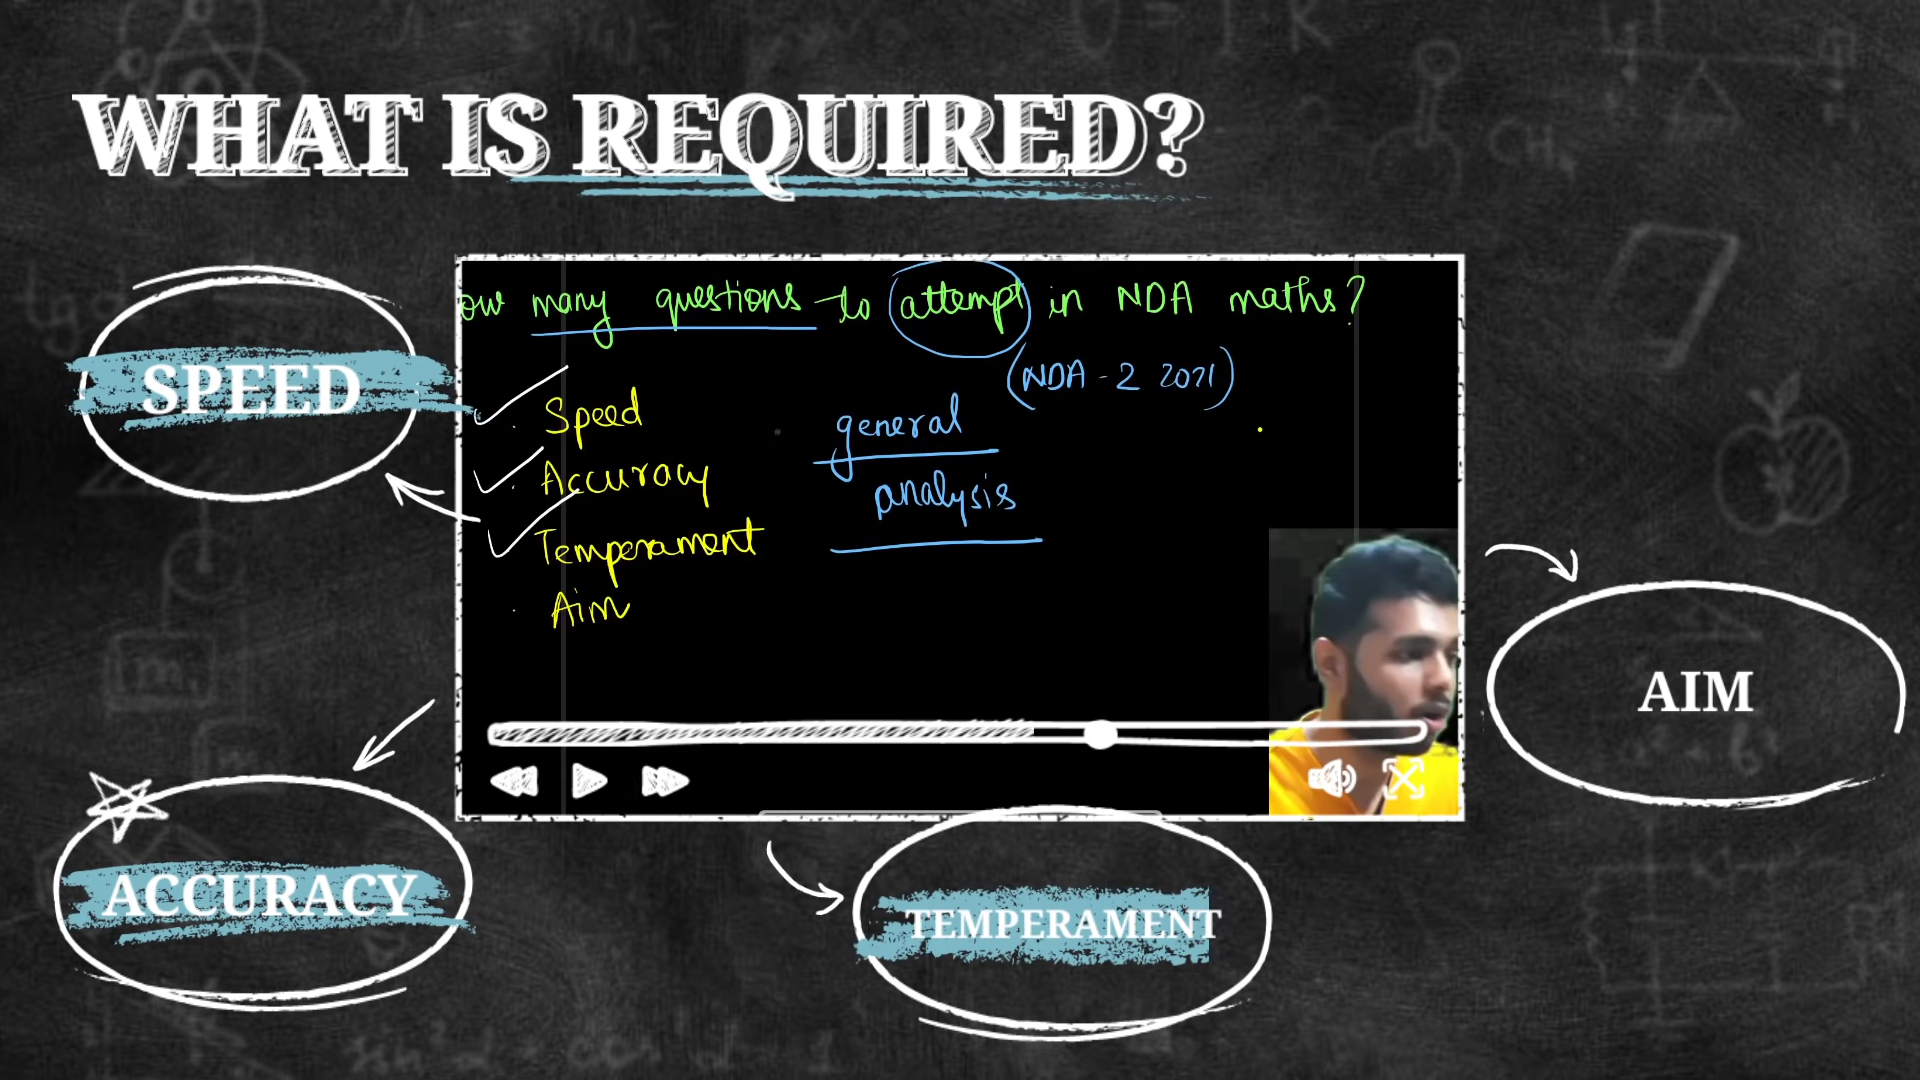 WHAT IS REQUIRED?
ow many questions to attempt in NDA maths?
(NDA - 2 2021)
SPEED
Speed
general
Accuracy
analysis
Temperament
Aim
AIM
ACCURACY
TEMPERAMENT